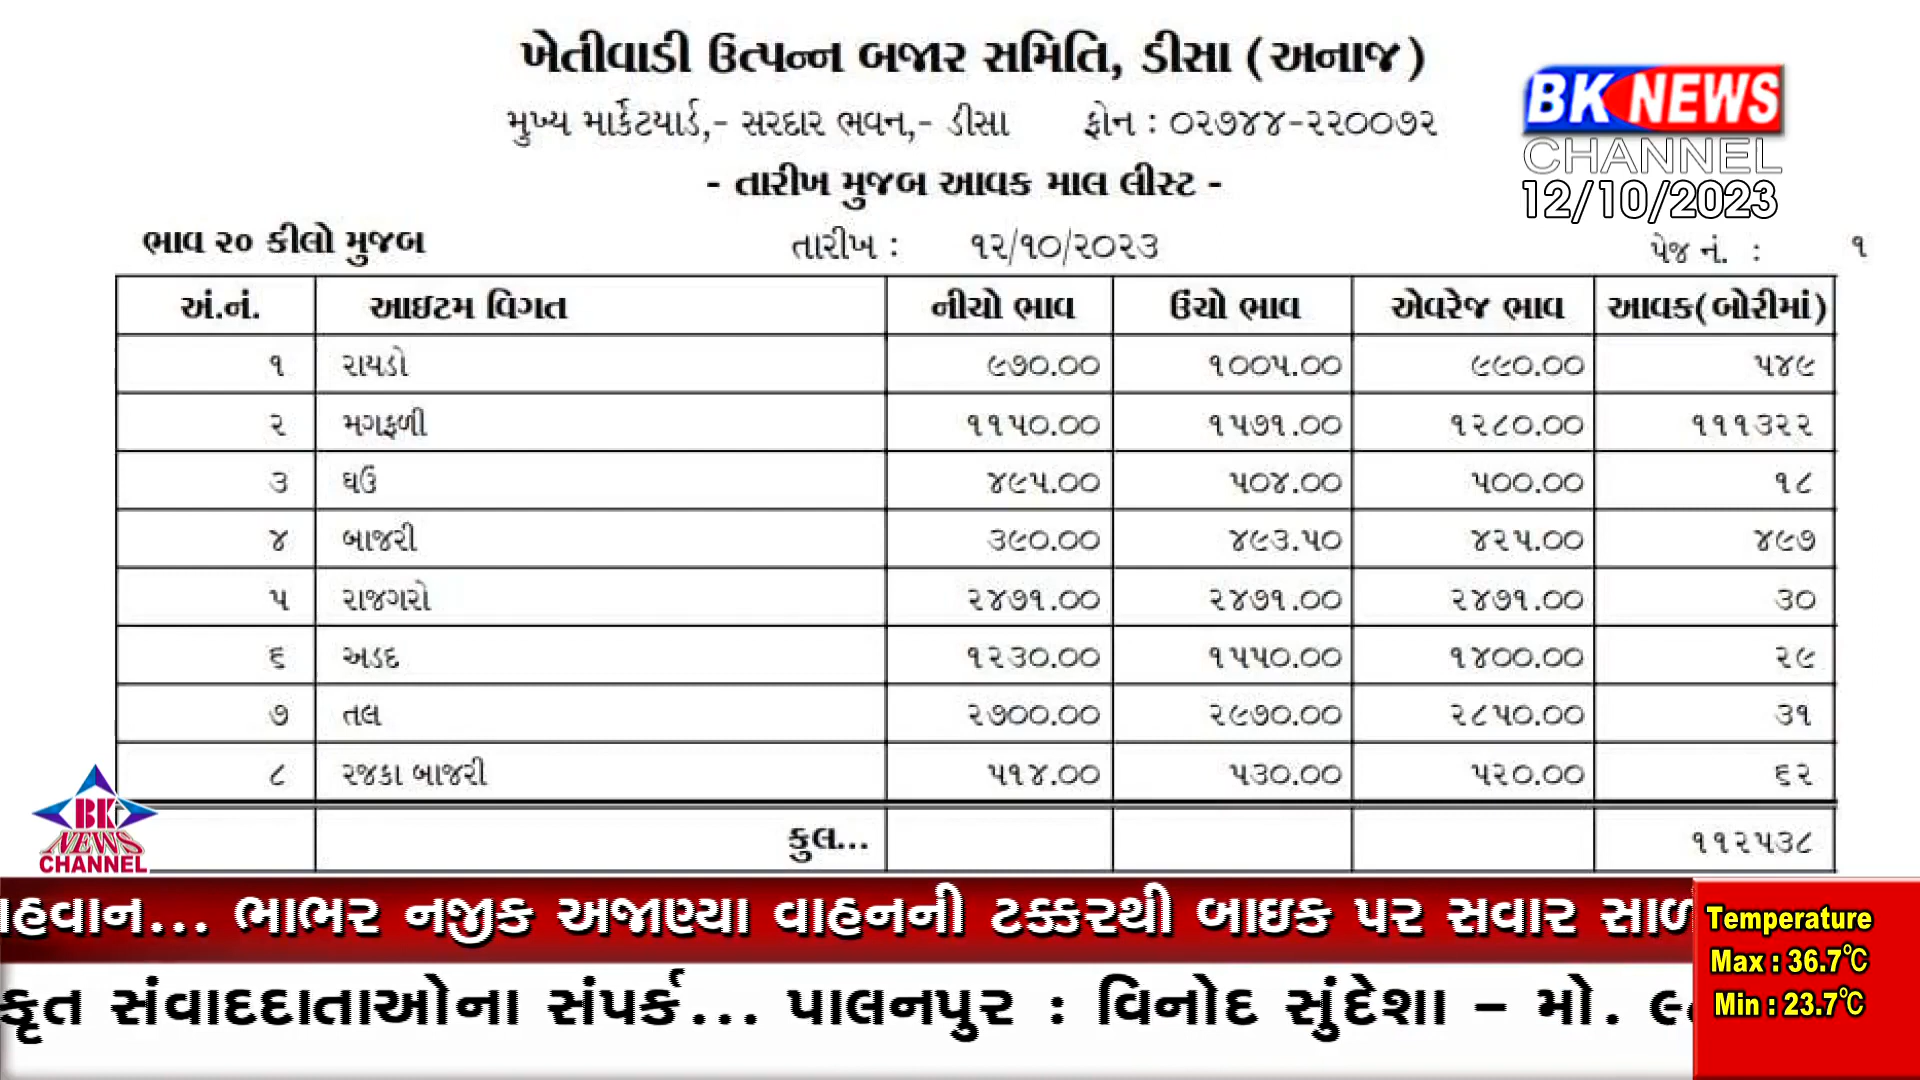 ખેતીવાડી ઉત્પન્ન બજાર સમિતિ, ડીસા (અનાજ)
મુખ્ય માર્કેટયાર્ડ,- સરદાર ભવન,- ડીસા ફોન : ૦૨૭૪૪-૨૨૦૦૭૨
BK NEWS
CHANNEL
12/10/2023
- તારીખ મુજબ આવક માલ લીસ્ટ -
ભાવ ૨૦ કીલો મુજબ તારીખ : ૧૨/૧૦/૨૦૨૩ પેજ નં. : ૧
અં.નં. આઇટમ વિગત નીચો ભાવ ઉંચો ભાવ એવરેજ ભાવ આવક(બોરીમાં)
૧ રાયડો ૯૭૦.૦૦ ૧૦૦૫.૦૦ ૯૯૦.૦૦ ૫૪૯
૨ મગફળી ૧૧૫૦.૦૦ ૧૫૭૧.૦૦ ૧૨૮૦.૦૦ ૧૧૧૩૨૨
૩ ઘઉં ૪૯૫.૦૦ ૫૦૪.૦૦ ૫૦૦.૦૦ ૧૮
૪ બાજરી ૩૯૦.૦૦ ૪૯૩.૫૦ ૪૨૫.૦૦ ૪૯૭
૫ રાજગરો ૨૪૭૧.૦૦ ૨૪૭૧.૦૦ ૨૪૭૧.૦૦ ૩૦
૬ અડદ ૧૨૩૦.૦૦ ૧૫૫૦.૦૦ ૧૪૦૦.૦૦ ૨૯
૭ તલ ૨૭૦૦.૦૦ ૨૯૭૦.૦૦ ૨૮૫૦.૦૦ ૩૧
૮ રજકા બાજરી ૫૧૪.૦૦ ૫૩૦.૦૦ ૫૨૦.૦૦ ૬૨
કુલ... ૧૧૨૫૩૮
BK
NEWS
CHANNEL
હવાન... ભાભર નજીક અજાણ્યા વાહનની ટક્કરથી બાઇક પર સવાર સાળ
કૃત સંવાદદાતાઓના સંપર્ક... પાલનપુર : વિનોદ સુંદેશા - મો. ૯
Temperature
Max : 36.7℃
Min : 23.7℃